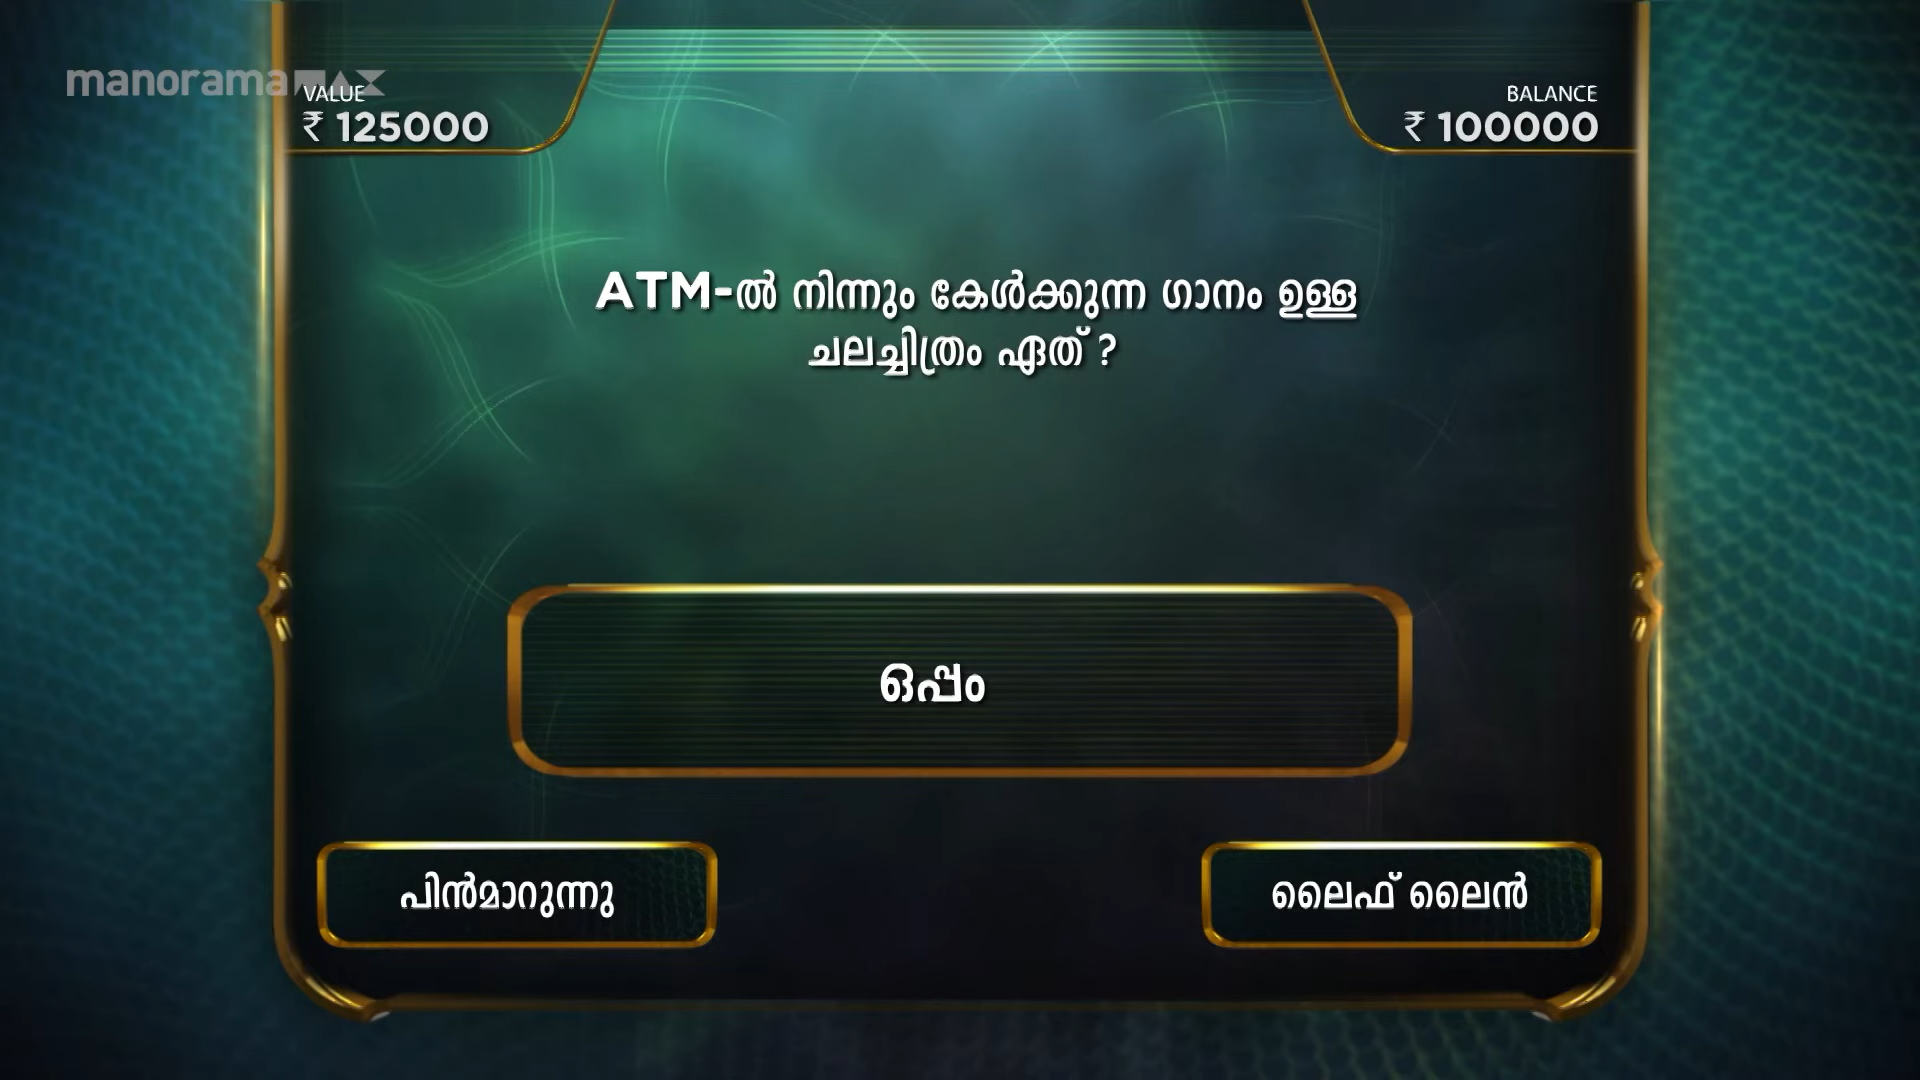 manorama MAX
VALUE
₹ 125000
BALANCE
₹ 100000
ATM-ൽ നിന്നും കേൾക്കുന്ന ഗാനം ഉള്ള
ചലച്ചിത്രം ഏത് ?
ഒപ്പം
പിൻമാറുന്നു
ലൈഫ് ലൈൻ